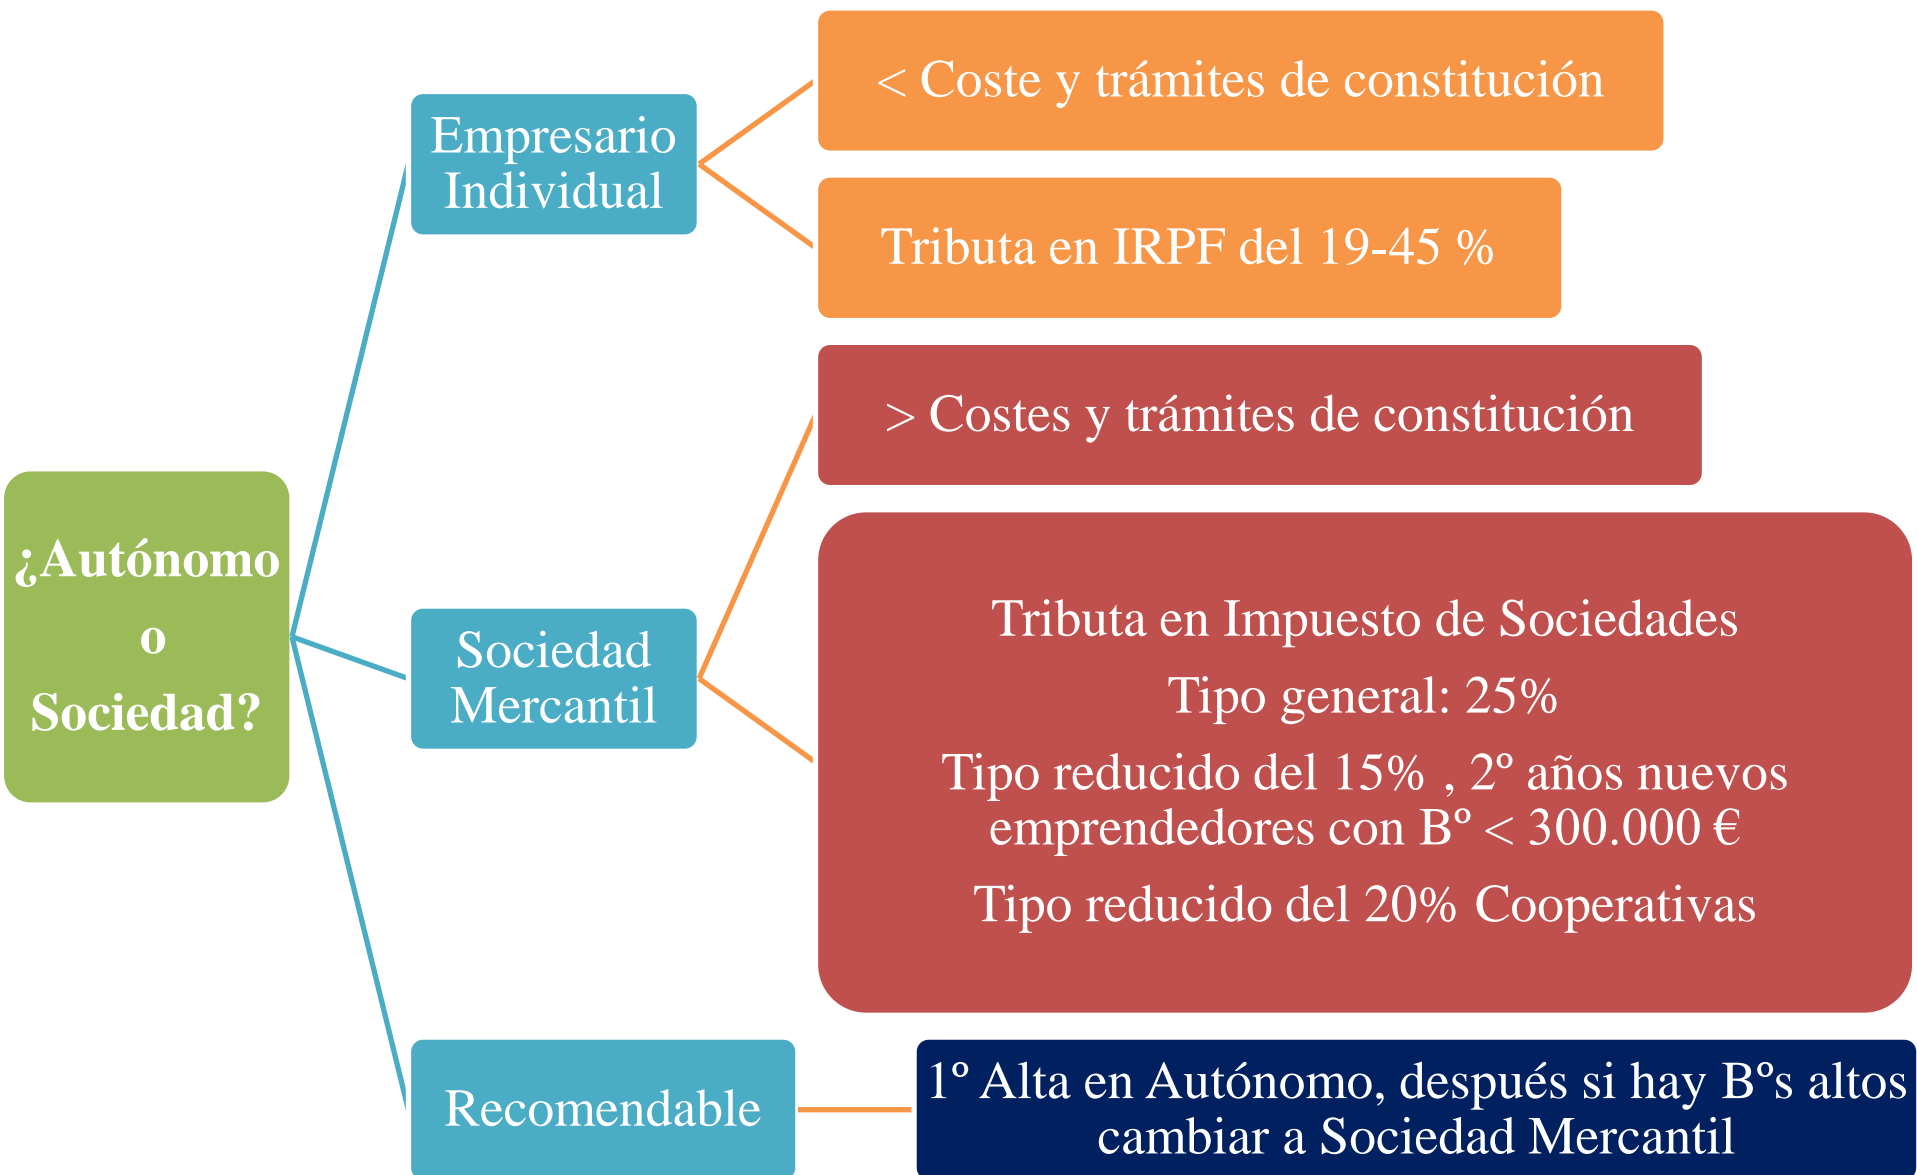 ¿Autónomo
o
Sociedad?
Empresario
Individual
< Coste y trámites de constitución
Tributa en IRPF del 19-45 %
Sociedad
Mercantil
> Costes y trámites de constitución
Tributa en Impuesto de Sociedades
Tipo general: 25%
Tipo reducido del 15% , 2º años nuevos
emprendedores con Bº < 300.000 €
Tipo reducido del 20% Cooperativas
Recomendable
1º Alta en Autónomo, después si hay Bºs altos
cambiar a Sociedad Mercantil